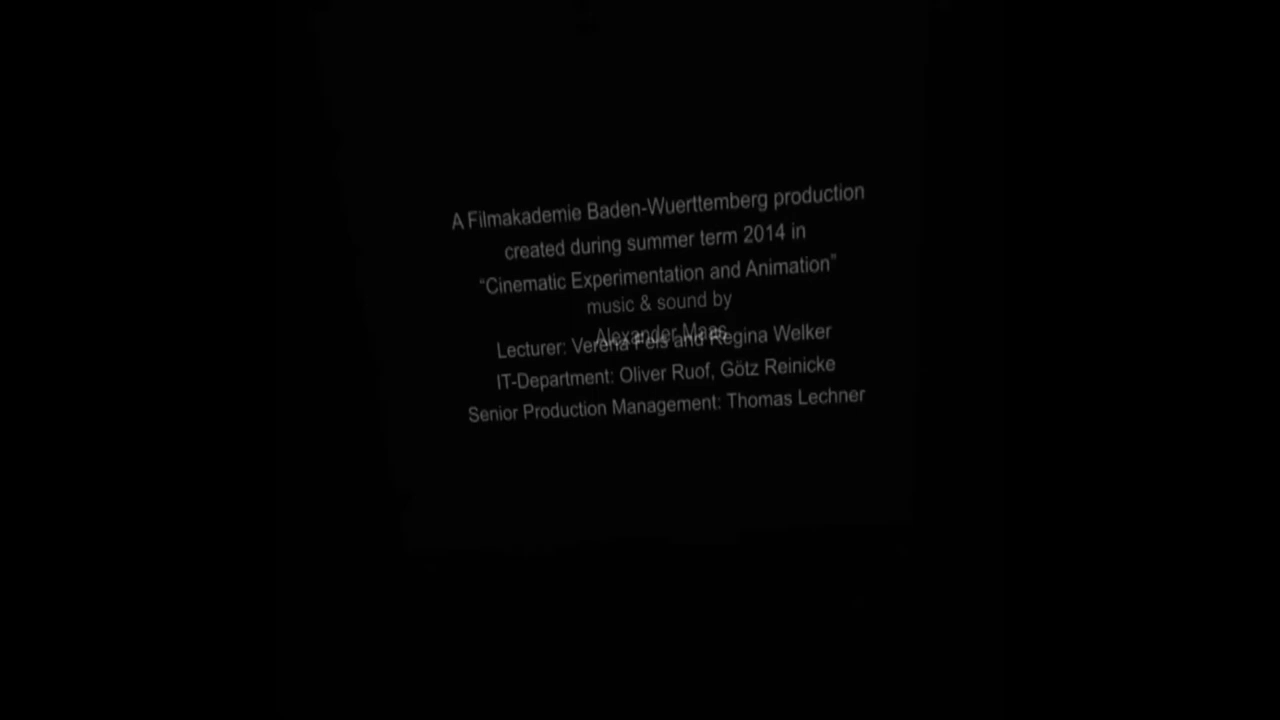 A Filmakademie Baden-Wuerttemberg production
created during summer term 2014 in
“Cinematic Experimentation and Animation”
music & sound by
Alexander Maas
Lecturer: Verena Fels and Regina Welker
IT-Department: Oliver Ruof, Götz Reinicke
Senior Production Management: Thomas Lechner